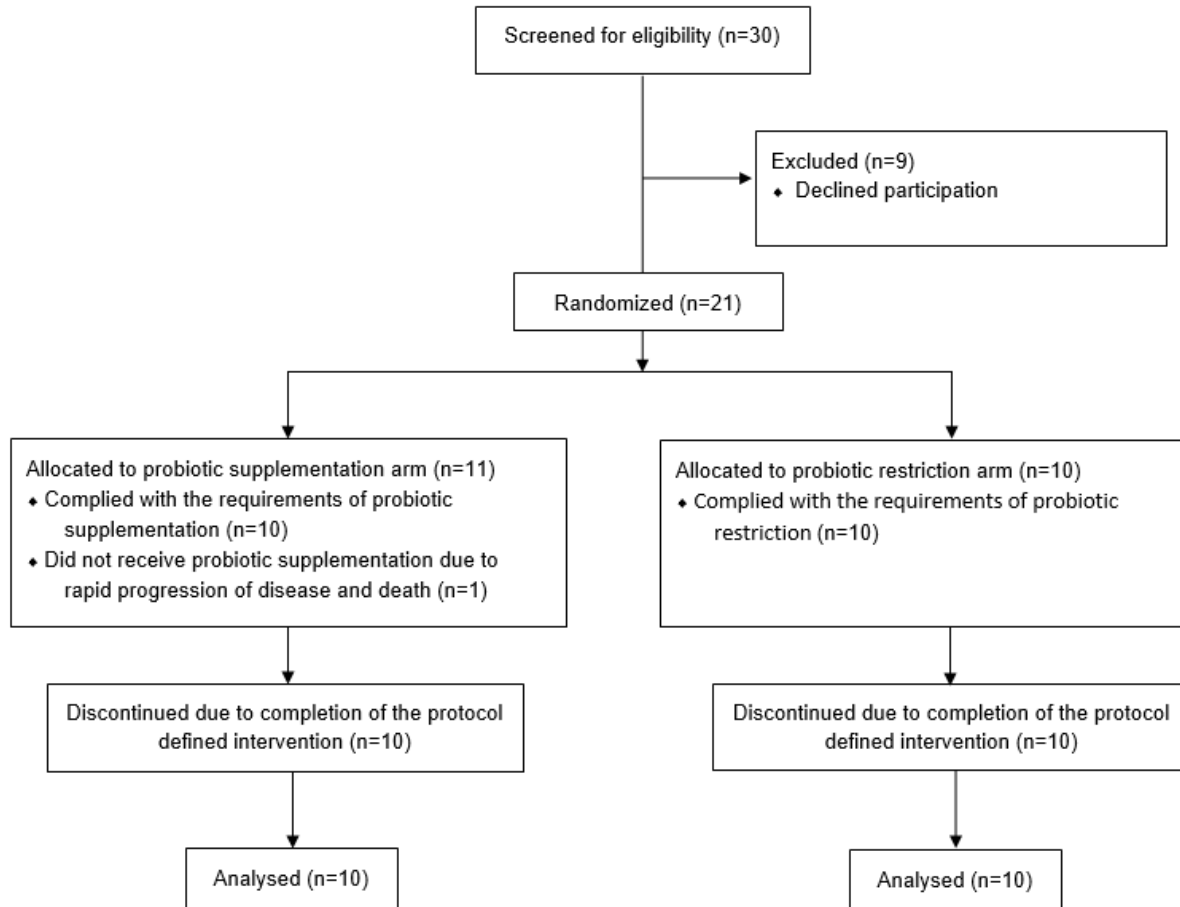 Screened for eligibility (n=30)
Excluded (n=9)
⬥ Declined participation
Randomized (n=21)
Allocated to probiotic supplementation arm (n=11)
⬥ Complied with the requirements of probiotic
supplementation (n=10)
⬥ Did not receive probiotic supplementation due to
rapid progression of disease and death (n=1)
Allocated to probiotic restriction arm (n=10)
⬥ Complied with the requirements of probiotic
restriction (n=10)
Discontinued due to completion of the protocol
defined intervention (n=10)
Discontinued due to completion of the protocol
defined intervention (n=10)
Analysed (n=10)
Analysed (n=10)